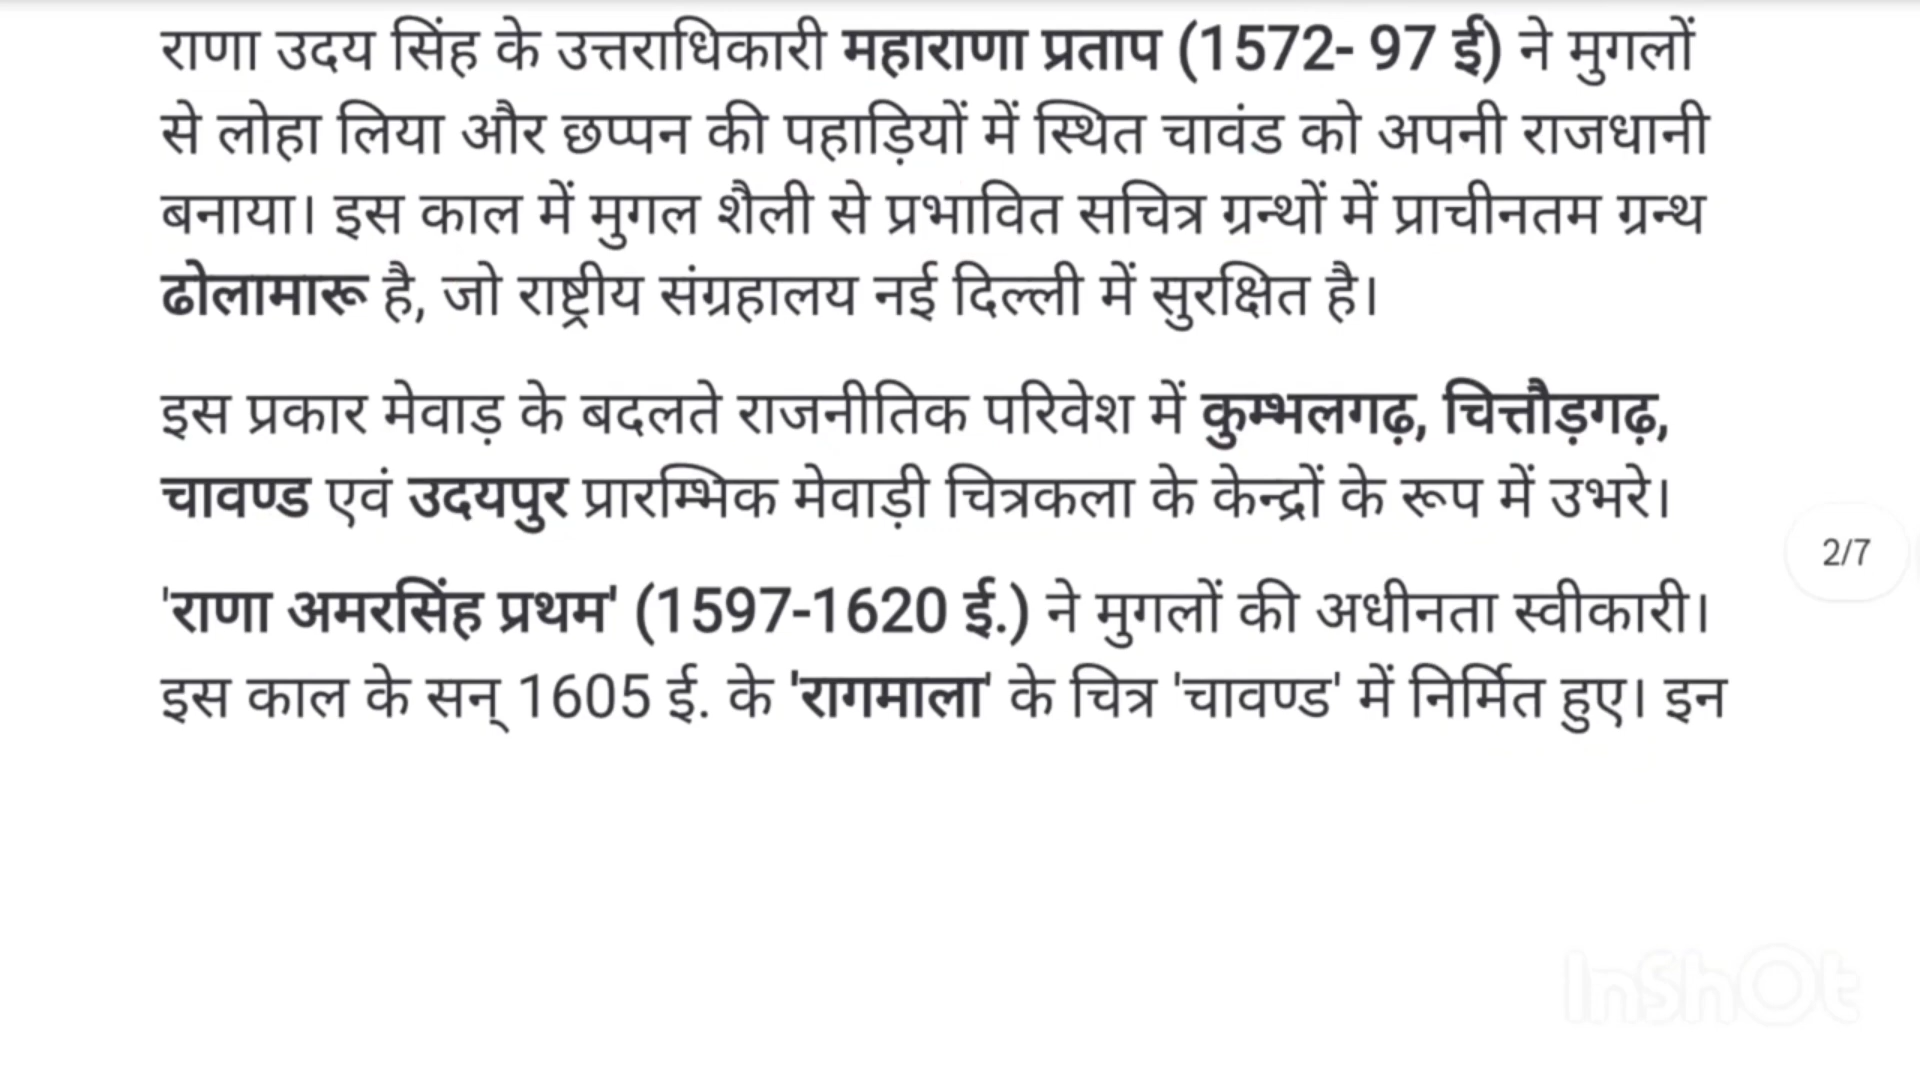 राणा उदय सिंह के उत्तराधिकारी महाराणा प्रताप (1572- 97 ई) ने मुगलों
से लोहा लिया और छप्पन की पहाड़ियों में स्थित चावंड को अपनी राजधानी
बनाया। इस काल में मुगल शैली से प्रभावित सचित्र ग्रन्थों में प्राचीनतम ग्रन्थ
ढोलामारू है, जो राष्ट्रीय संग्रहालय नई दिल्ली में सुरक्षित है।
इस प्रकार मेवाड़ के बदलते राजनीतिक परिवेश में कुम्भलगढ़, चित्तौड़गढ़,
चावण्ड एवं उदयपुर प्रारम्भिक मेवाड़ी चित्रकला के केन्द्रों के रूप में उभरे।
2/7
'राणा अमरसिंह प्रथम' (1597-1620 ई.) ने मुगलों की अधीनता स्वीकारी।
इस काल के सन् 1605 ई. के 'रागमाला' के चित्र 'चावण्ड' में निर्मित हुए। इन
InShOt